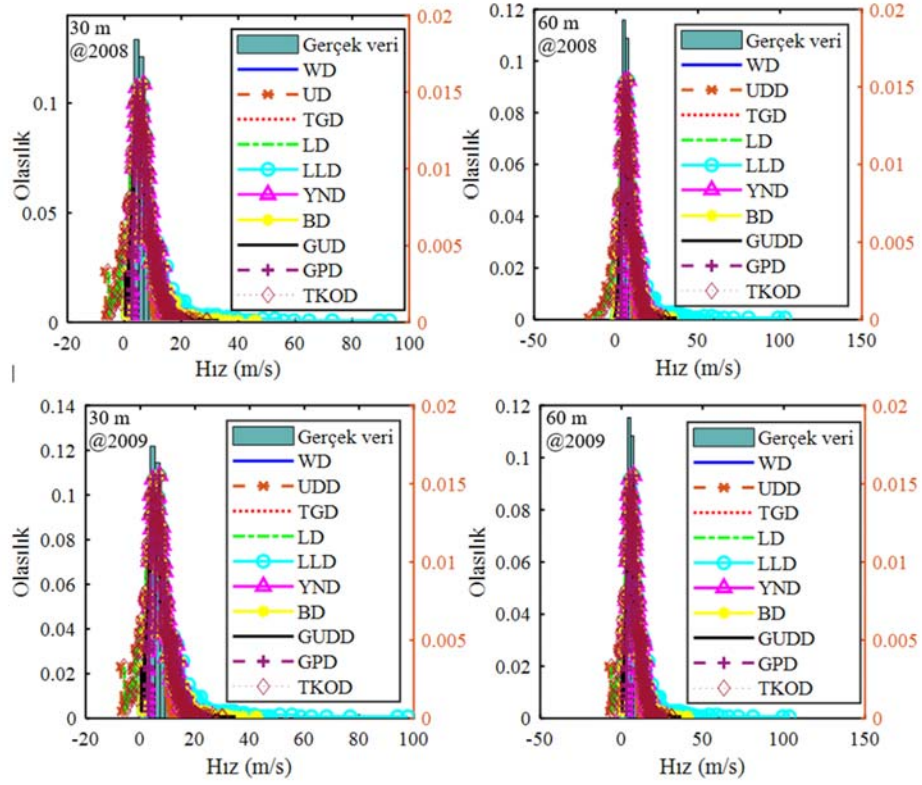 30 m
@2008
Gerçek veri
WD
UD
TGD
LD
LLD
YND
BD
GUD
GPD
TKOD
Olasılık
0.1
0.05
0
0.02
0.015
0.01
0.005
0
-20 0 20 40 60 80 100
Hız (m/s)
60 m
@2008
Gerçek veri
WD
UDD
TGD
LD
LLD
YND
BD
GUDD
GPD
TKOD
Olasılık
0.12
0.1
0.08
0.06
0.04
0.02
0
0.02
0.015
0.01
0.005
0
-50 0 50 100 150
Hız (m/s)
30 m
@2009
Gerçek veri
WD
UDD
TGD
LD
LLD
YND
BD
GUDD
GPD
TKOD
Olasılık
0.14
0.12
0.1
0.08
0.06
0.04
0.02
0
0.02
0.015
0.01
0.005
0
-20 0 20 40 60 80 100
Hız (m/s)
60 m
@2009
Gerçek veri
WD
UDD
TGD
LD
LLD
YND
BD
GUDD
GPD
TKOD
Olasılık
0.12
0.1
0.08
0.06
0.04
0.02
0
0.02
0.015
0.01
0.005
0
-50 0 50 100 150
Hız (m/s)